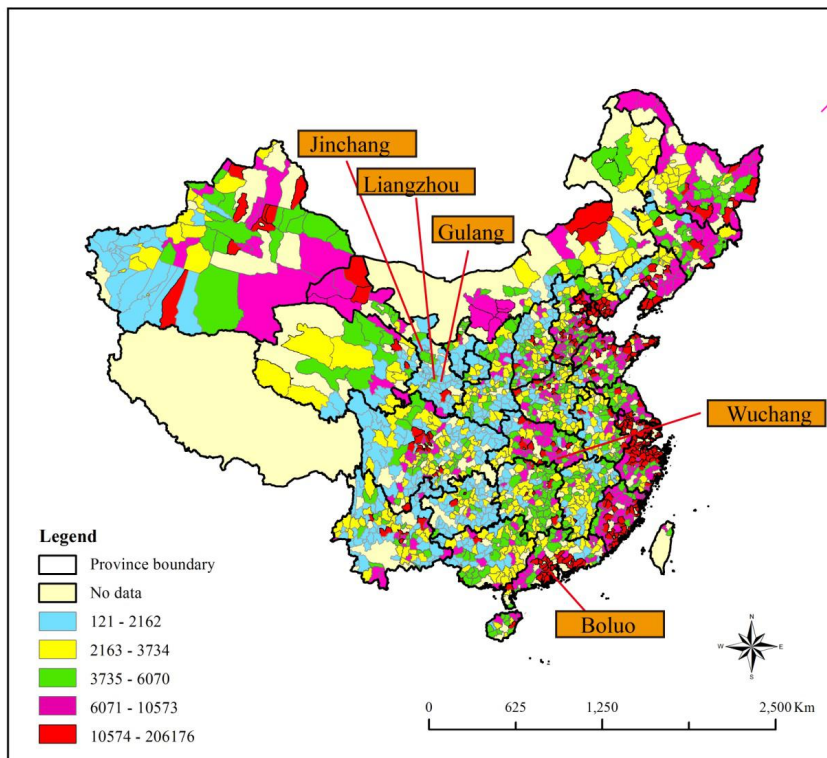 Jinchang
Liangzhou
Gulang
Wuchang
Boluo
Legend
Province boundary
No data
121 - 2162
2163 - 3734
3735 - 6070
6071 - 10573
10574 - 206176
N
W E
S
0 625 1,250 2,500 Km